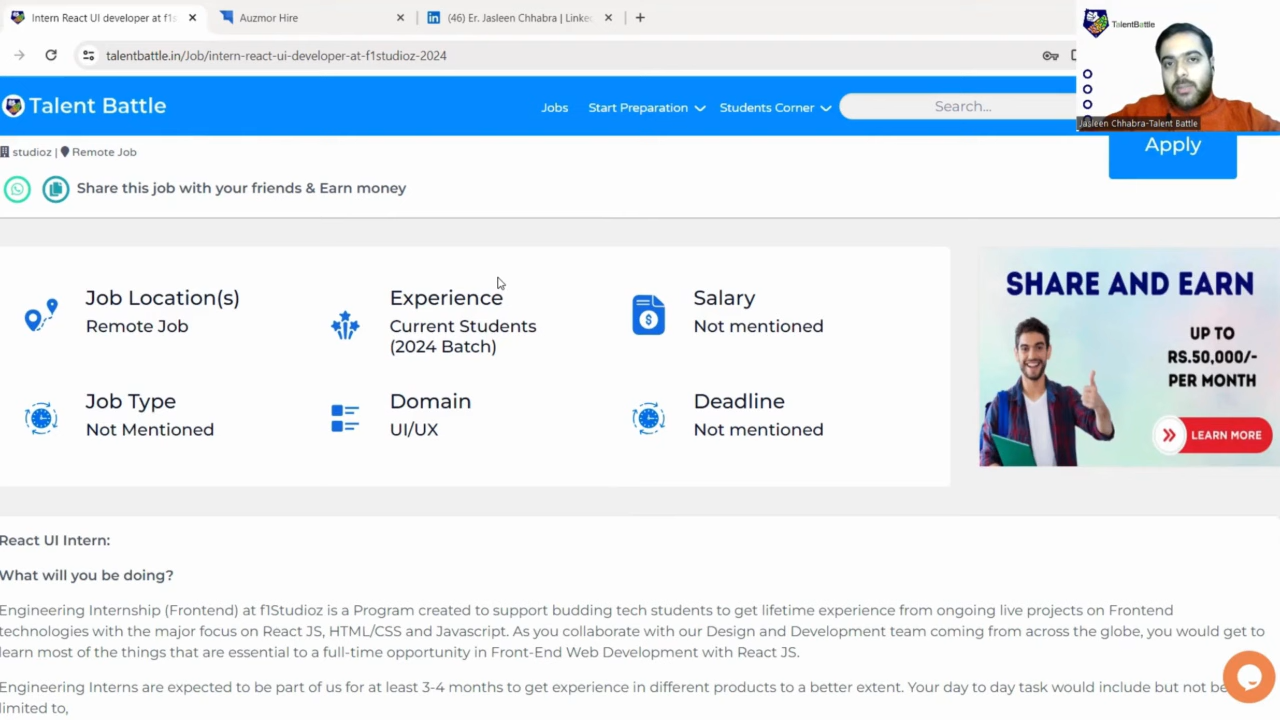 Intern React UI developer at f1s
Auzmor Hire
(46) Er. Jasleen Chhabra | Linke
talentbattle.in/Job/intern-react-ui-developer-at-f1studioz-2024
TalentBattle
Jasleen Chhabra-Talent Battle
Talent Battle
Jobs
Start Preparation
Students Corner
Search...
studioz | Remote Job
Apply
Share this job with your friends & Earn money
Job Location(s)
Remote Job
Experience
Current Students
(2024 Batch)
Salary
Not mentioned
Job Type
Not Mentioned
Domain
UI/UX
Deadline
Not mentioned
SHARE AND EARN
UP TO
RS.50,000/-
PER MONTH
LEARN MORE
React UI Intern:
What will you be doing?
Engineering Internship (Frontend) at f1Studioz is a Program created to support budding tech students to get lifetime experience from ongoing live projects on Frontend
technologies with the major focus on React JS, HTML/CSS and Javascript. As you collaborate with our Design and Development team coming from across the globe, you would get to
learn most of the things that are essential to a full-time opportunity in Front-End Web Development with React JS.
Engineering Interns are expected to be part of us for at least 3-4 months to get experience in different products to a better extent. Your day to day task would include but not be
limited to,